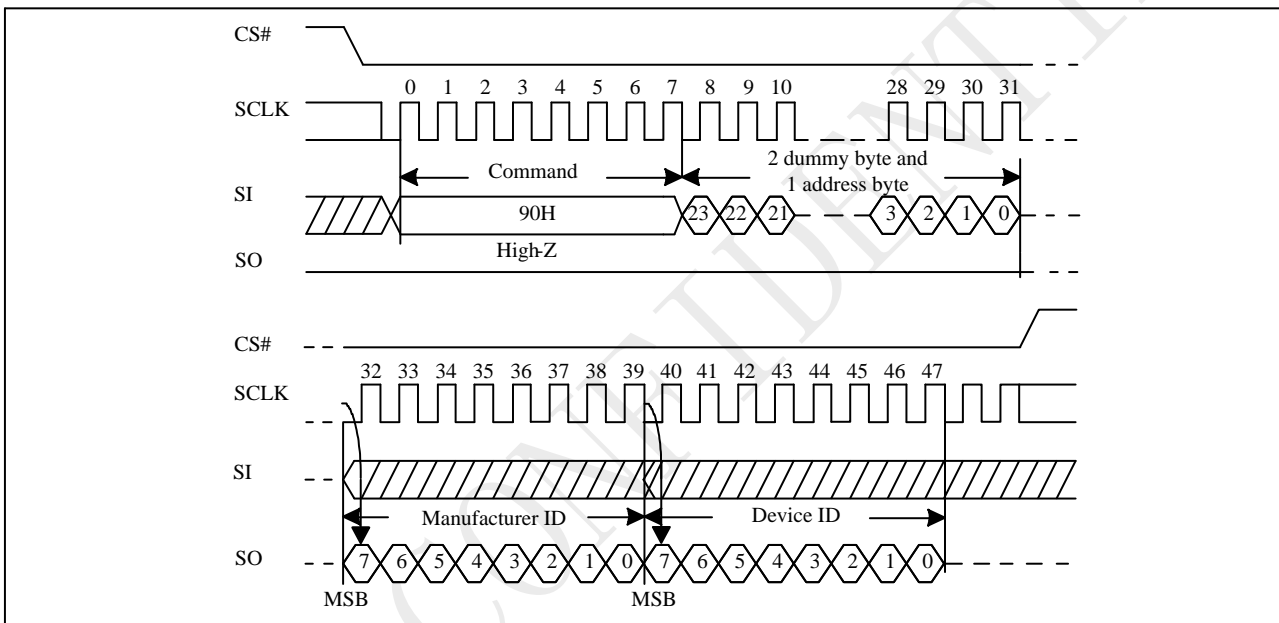 CS#
0 1 2 3 4 5 6 7 8 9 10 28 29 30 31
SCLK
Command
2 dummy byte and
1 address byte
SI
90H
23 22 21 3 2 1 0
High-Z
SO
CS#
32 33 34 35 36 37 38 39 40 41 42 43 44 45 46 47
SCLK
SI
Manufacturer ID
Device ID
SO
7 6 5 4 3 2 1 0 7 6 5 4 3 2 1 0
MSB
MSB
CONFIDENTI